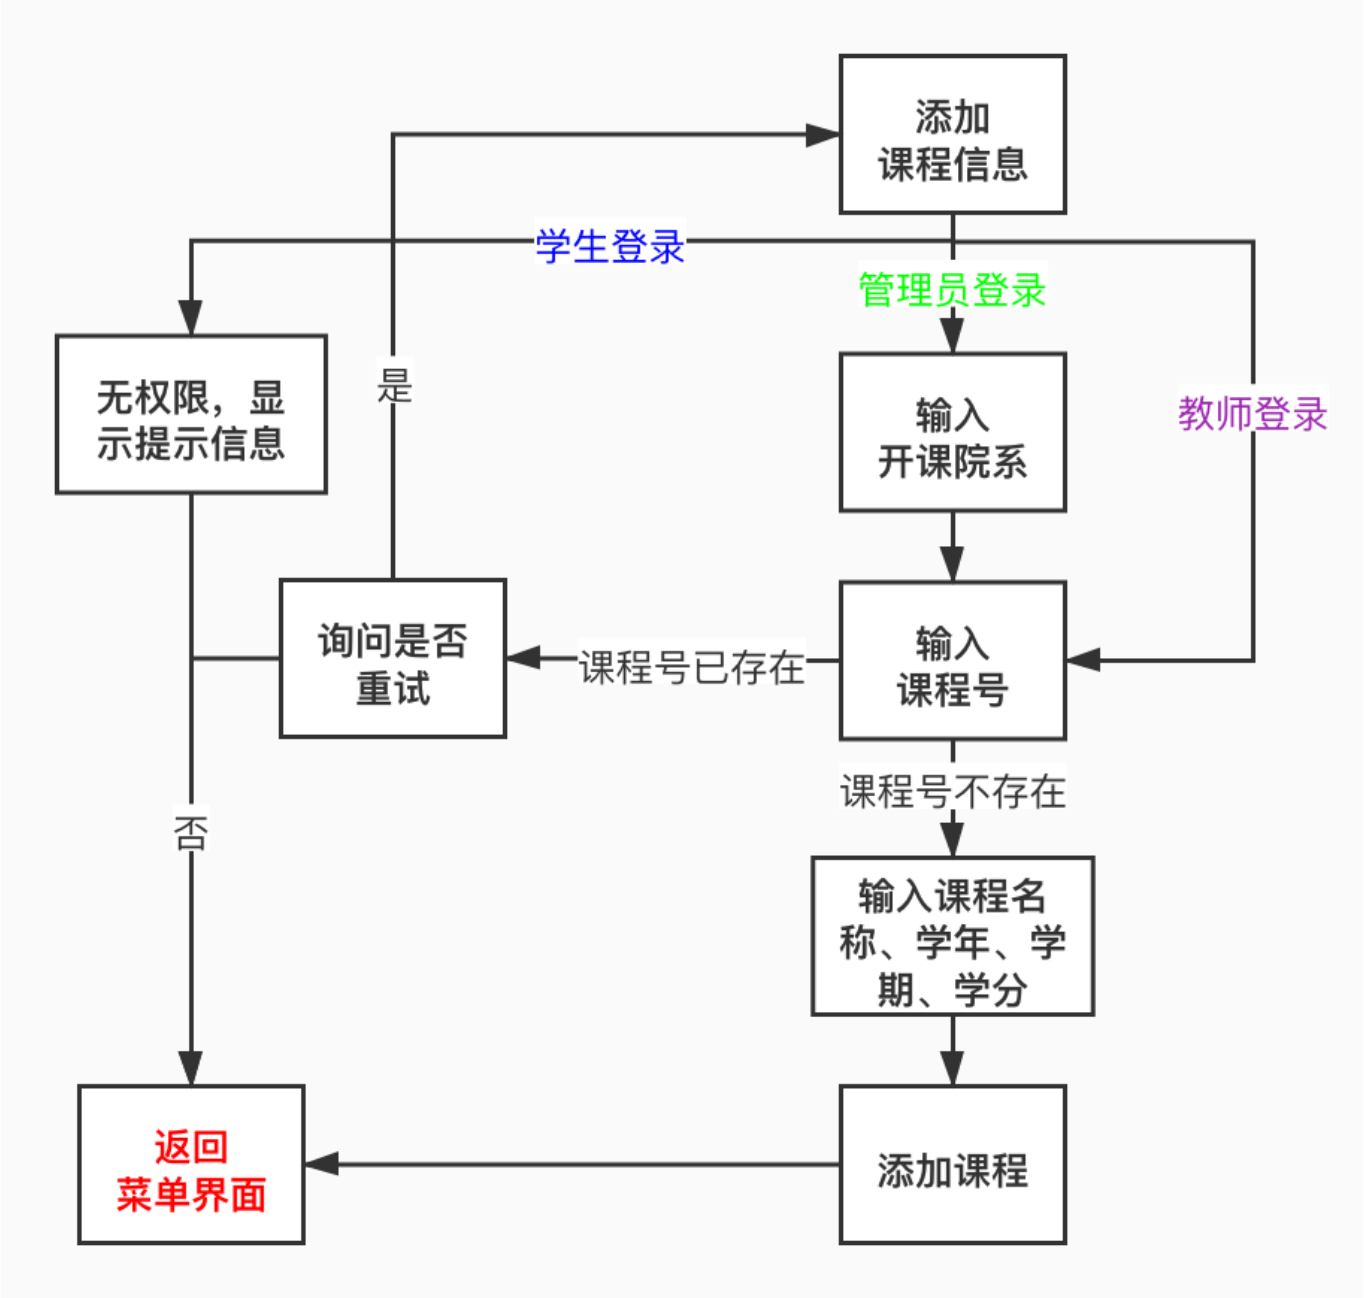 添加
课程信息
学生登录
管理员登录
无权限，显
示提示信息
是
输入
开课院系
教师登录
询问是否
重试
课程号已存在
输入
课程号
课程号不存在
否
输入课程名
称、学年、学
期、学分
返回
菜单界面
添加课程